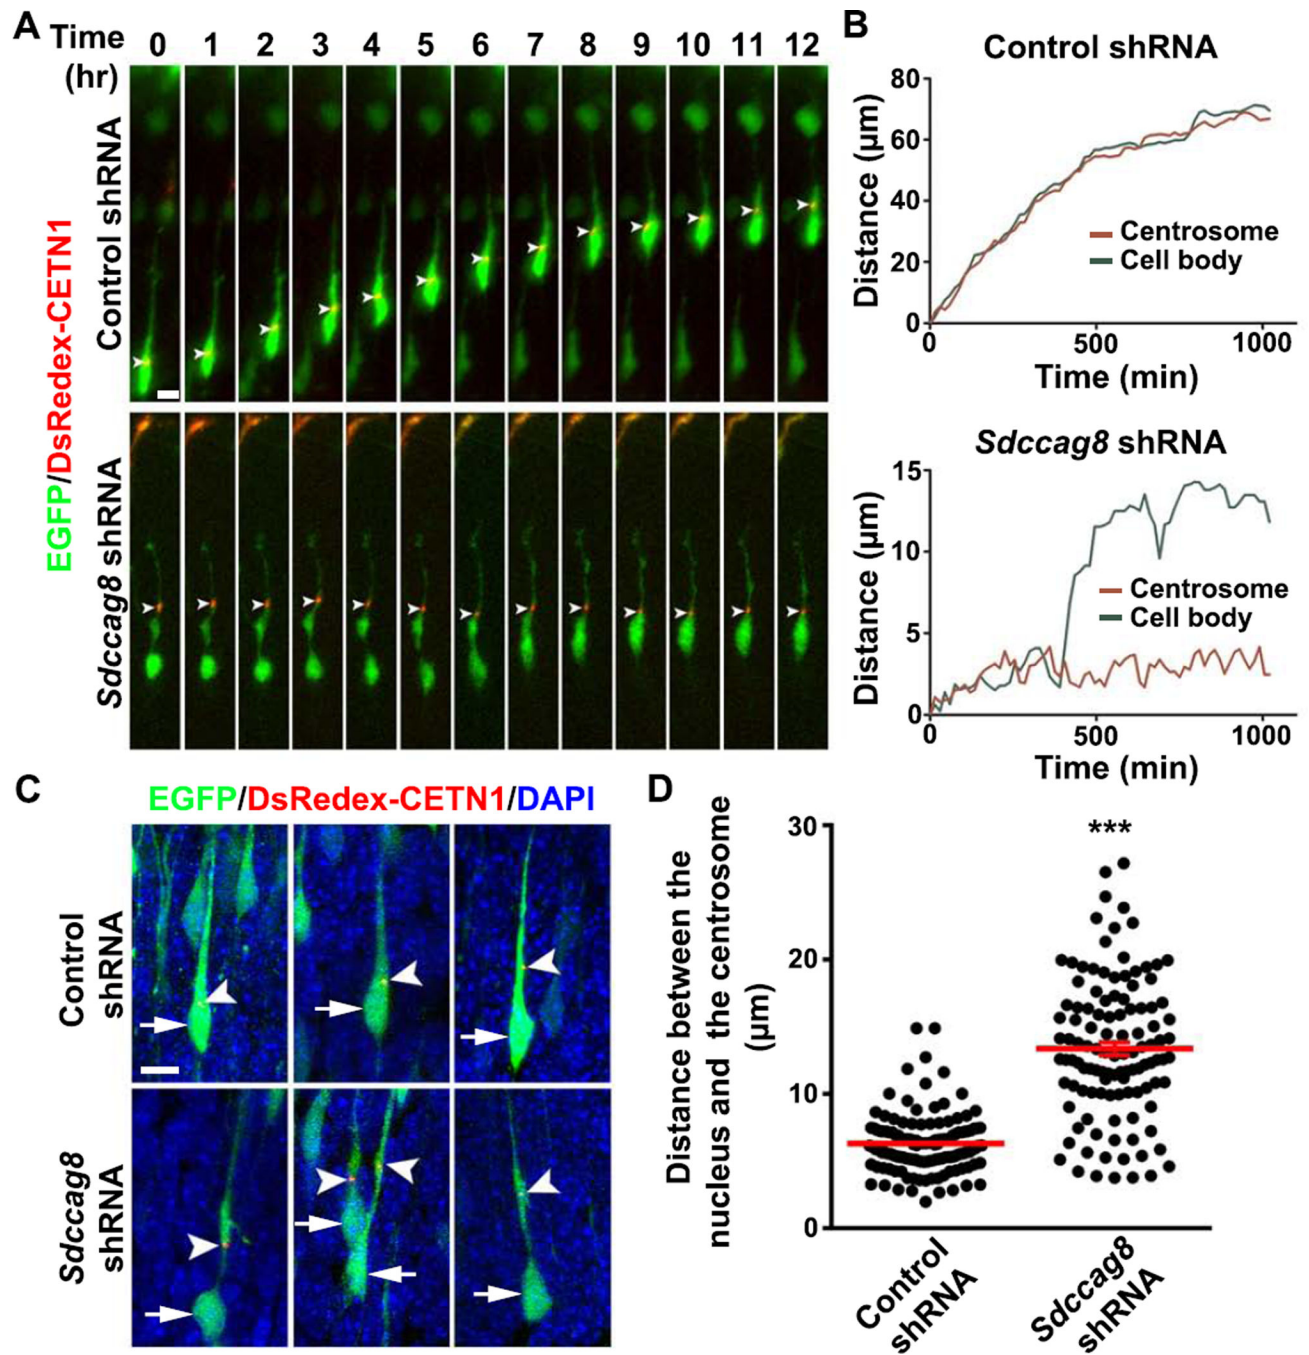 A
Time
(hr)
0 1 2 3 4 5 6 7 8 9 10 11 12
EGFP/DsRedex-CETN1
Control shRNA
Sdccag8 shRNA
B
Control shRNA
Distance (μm)
80
60
40
20
0
Centrosome
Cell body
0 500 1000
Time (min)
Sdccag8 shRNA
Distance (μm)
15
10
5
0
Centrosome
Cell body
0 500 1000
Time (min)
C
EGFP/DsRedex-CETN1/DAPI
Control
shRNA
Sdccag8
shRNA
D
Distance between the
nucleus and the centrosome
(μm)
30
20
10
0
***
Control
shRNA
Sdccag8
shRNA